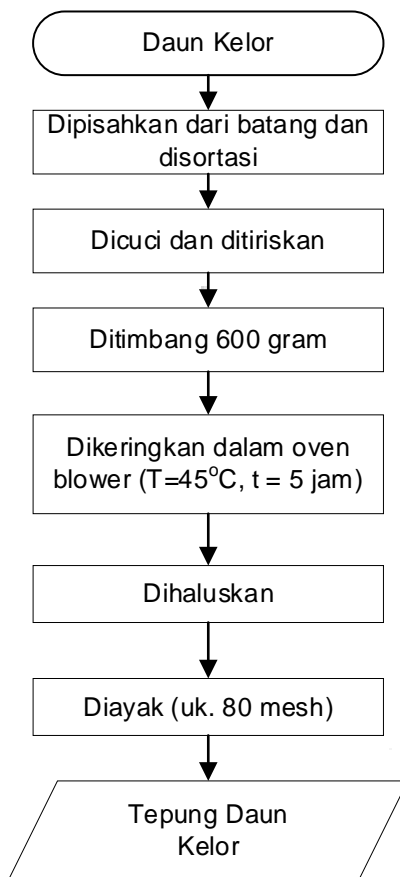 Daun Kelor
Dipisahkan dari batang dan
disortasi
Dicuci dan ditiriskan
Ditimbang 600 gram
Dikeringkan dalam oven
blower (T=45°C, t = 5 jam)
Dihaluskan
Diayak (uk. 80 mesh)
Tepung Daun
Kelor